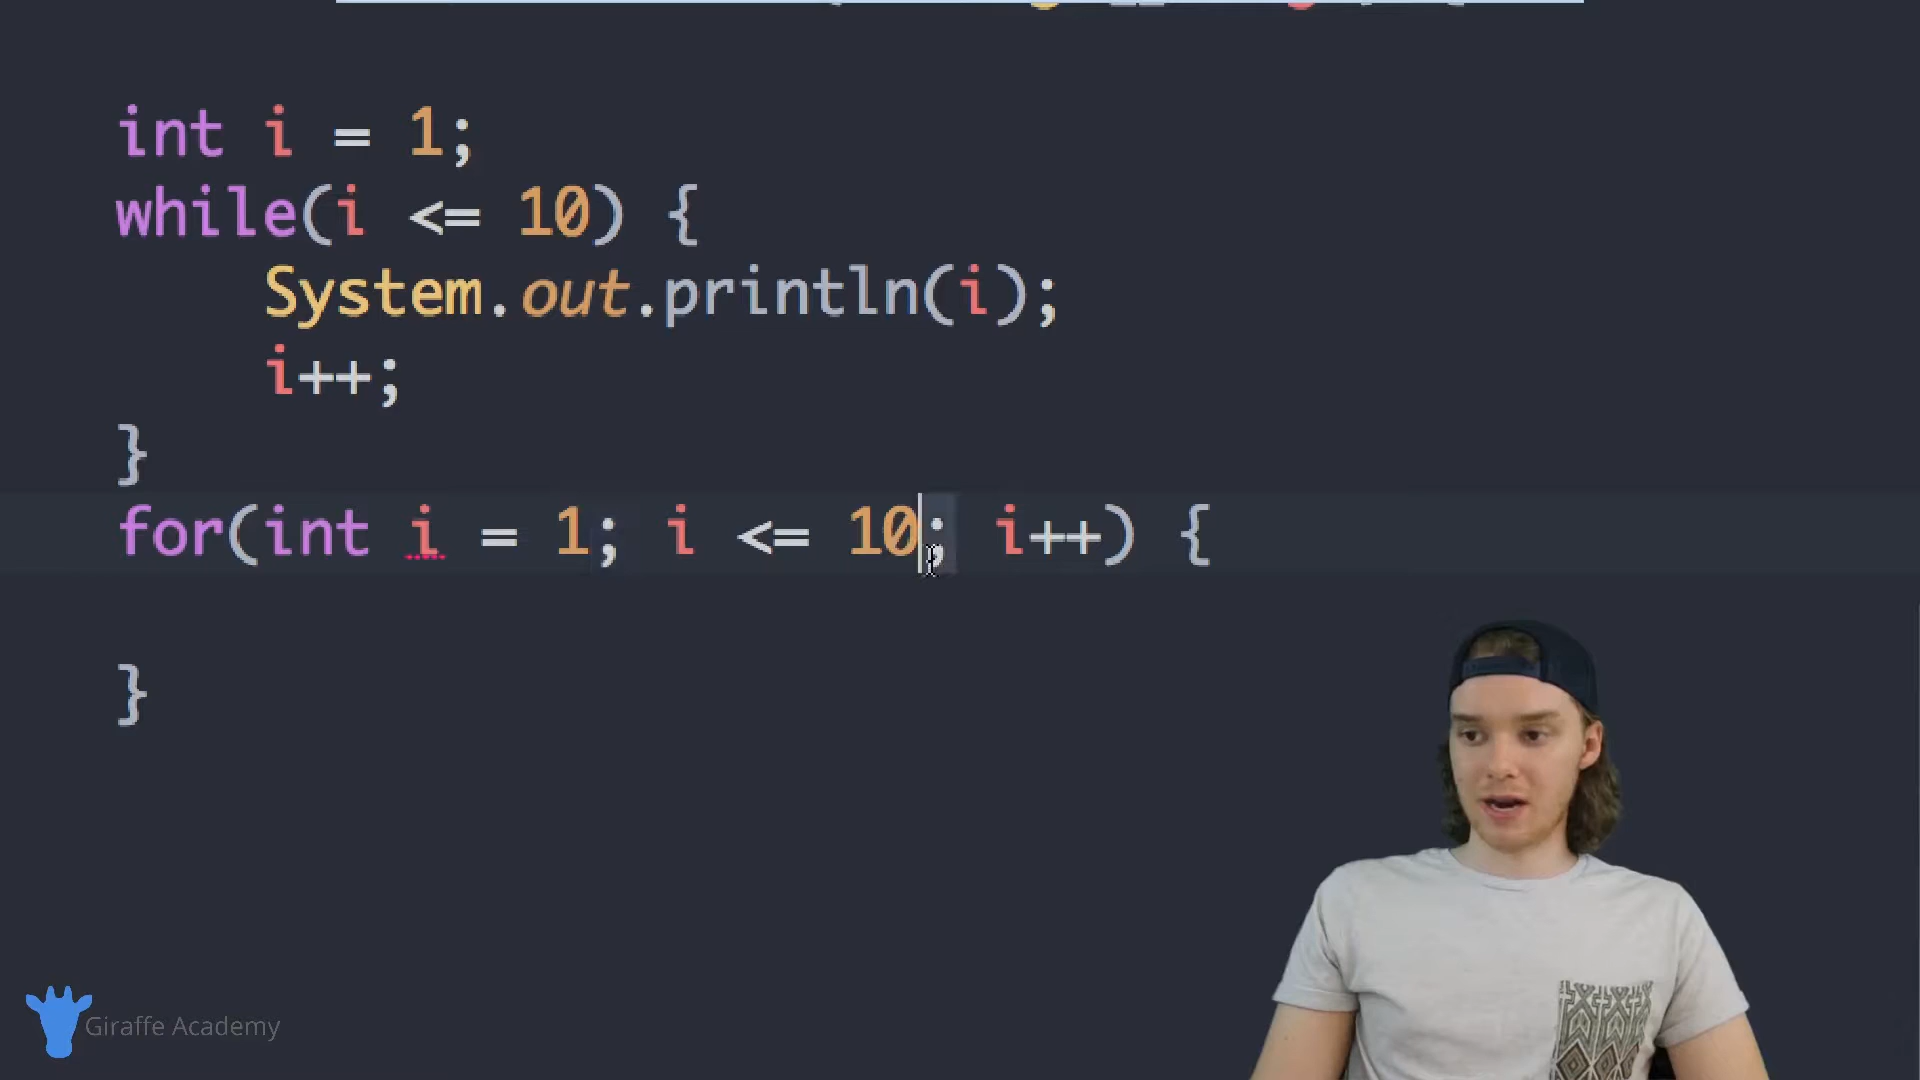 int i = 1;
while(i <= 10) {
System.out.println(i);
i++;
}
for(int i = 1; i <= 10; i++) {
}
Giraffe Academy